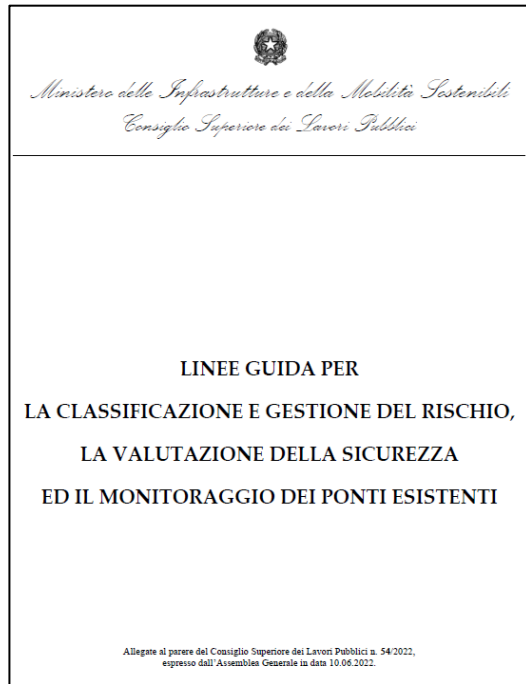 Ministero delle Infrastrutture e della Mobilità Sostenibili
Consiglio Superiore dei Lavori Pubblici
LINEE GUIDA PER
LA CLASSIFICAZIONE E GESTIONE DEL RISCHIO,
LA VALUTAZIONE DELLA SICUREZZA
ED IL MONITORAGGIO DEI PONTI ESISTENTI
Allegate al parere del Consiglio Superiore dei Lavori Pubblici n. 54/2022,
espresso dall'Assemblea Generale in data 10.06.2022.